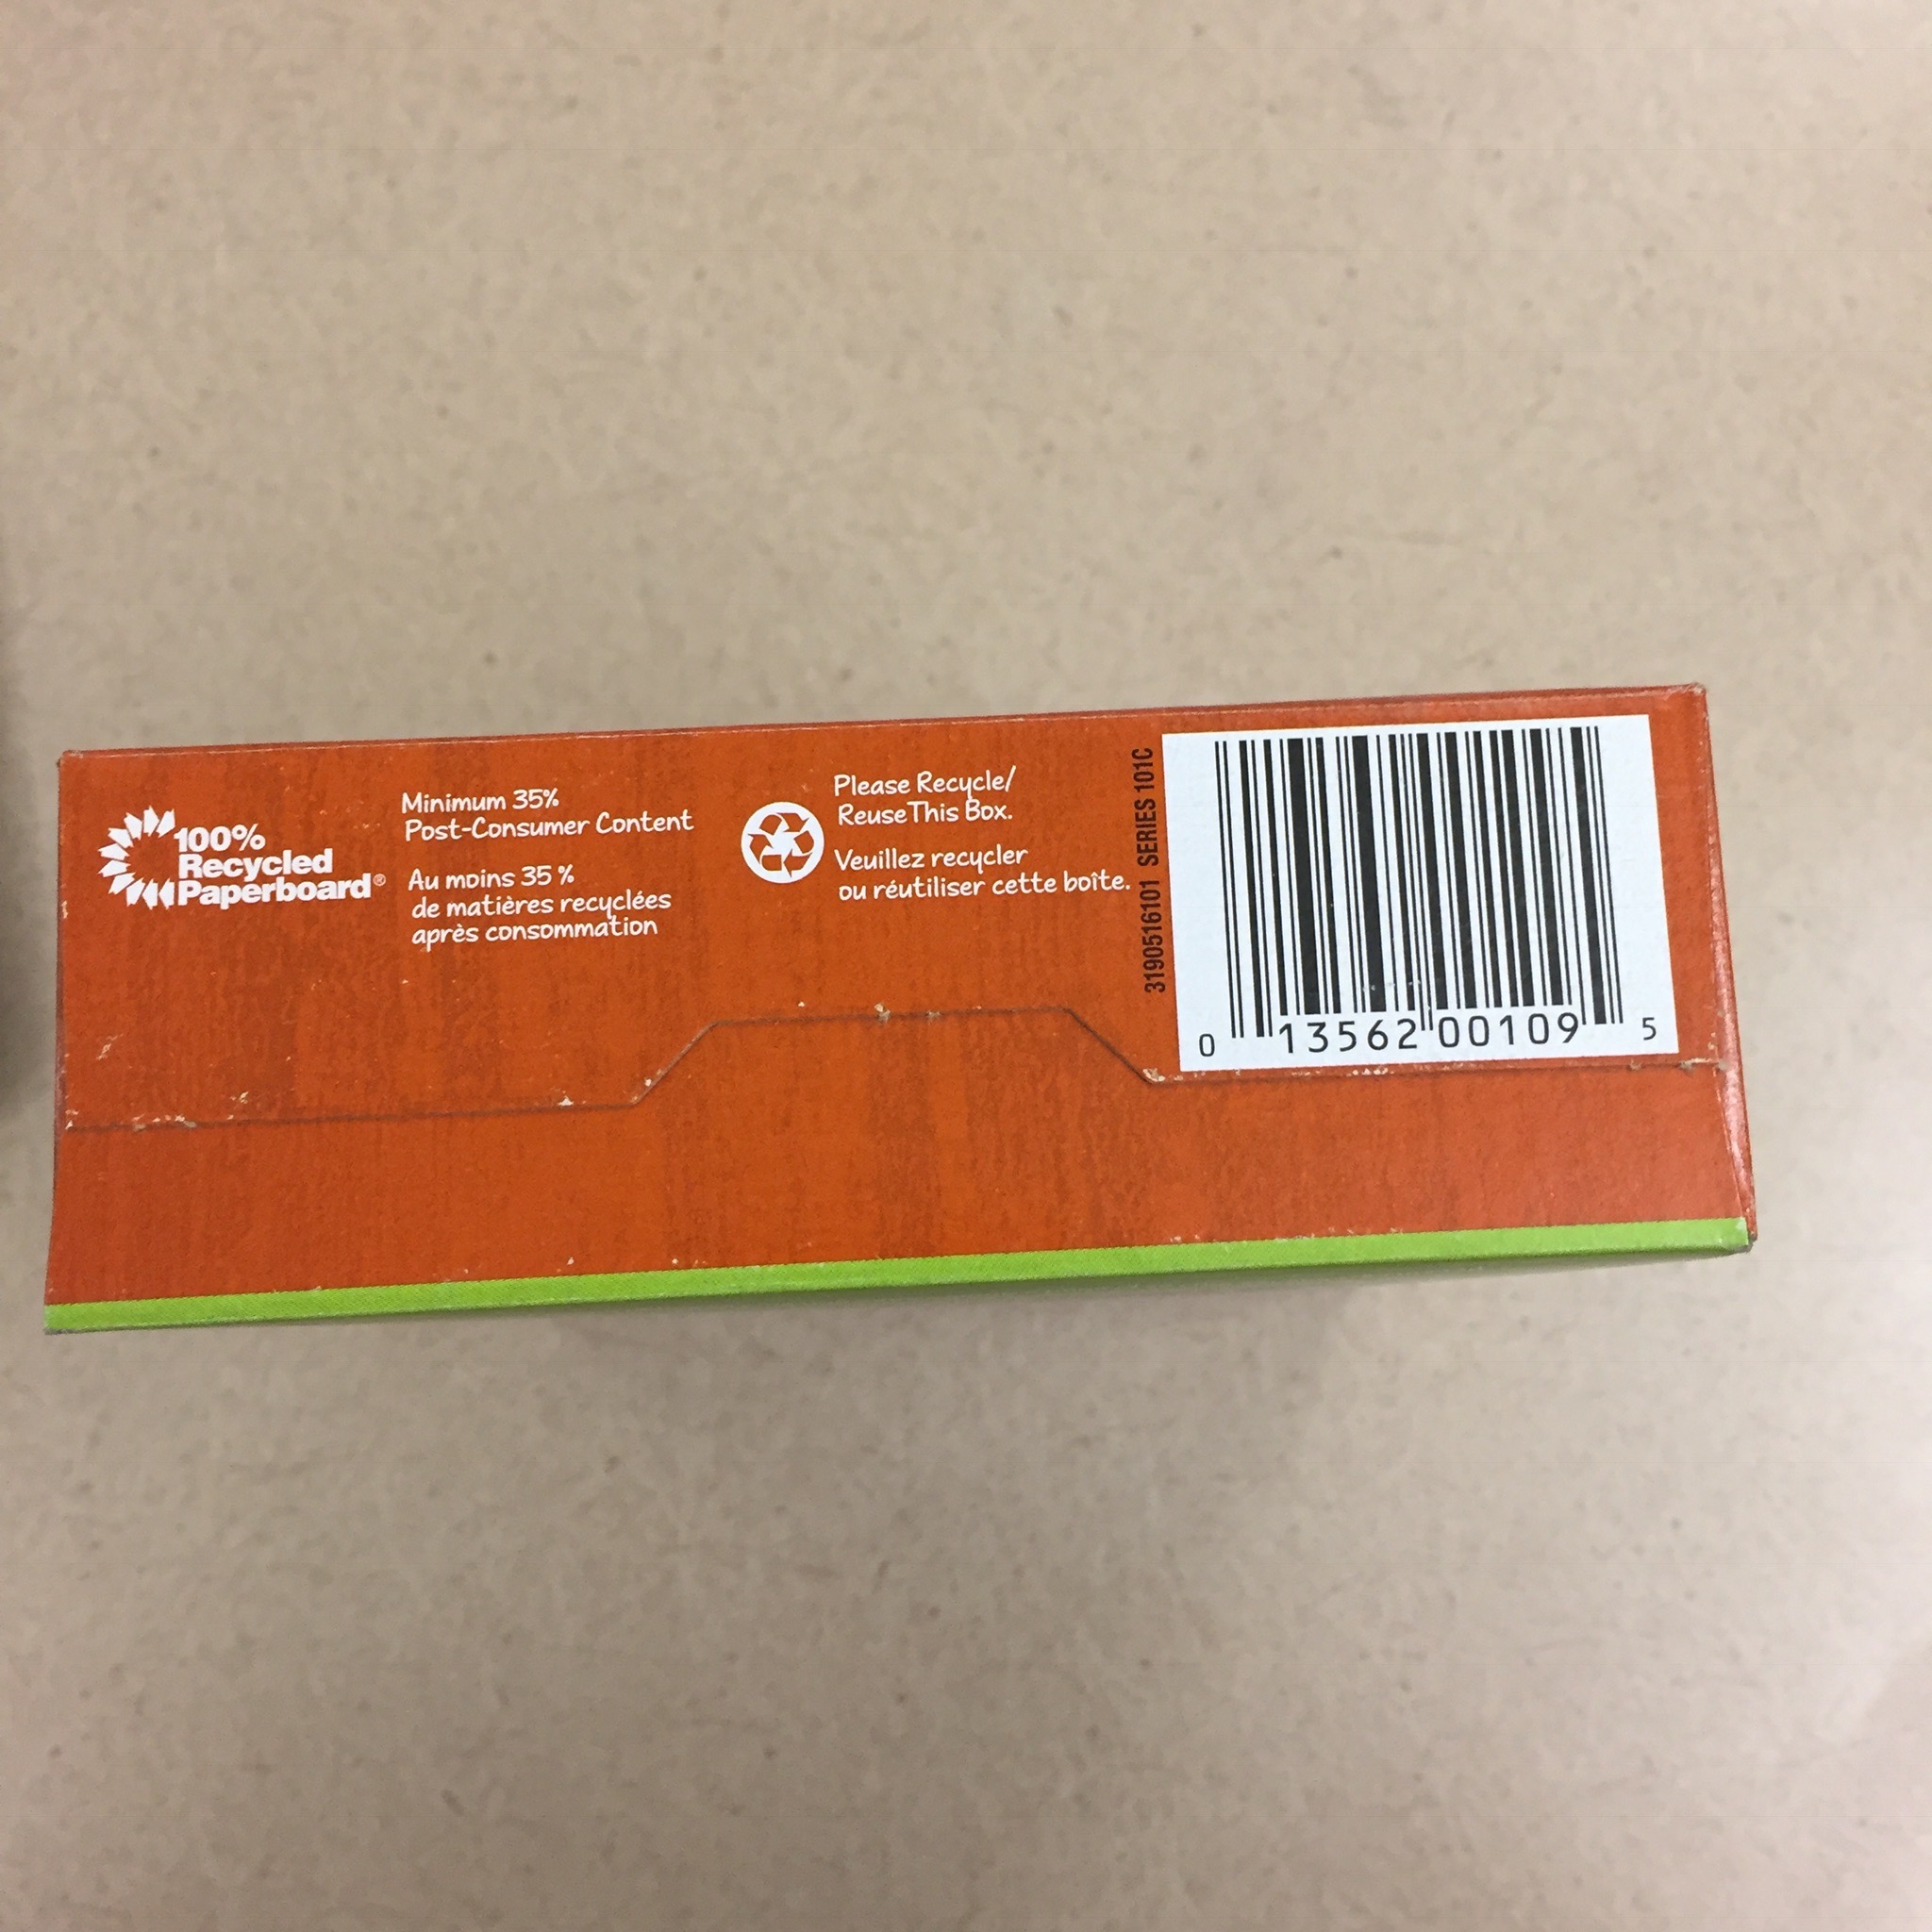 100%
Recycled
Paperboard®
Minimum 35%
Post-Consumer Content
Au moins 35 %
de matières recyclées
après consommation
Please Recycle/
Reuse This Box.
Veuillez recycler
ou réutiliser cette boîte.
3190516101 SERIES 101C
0 13562 00109 5